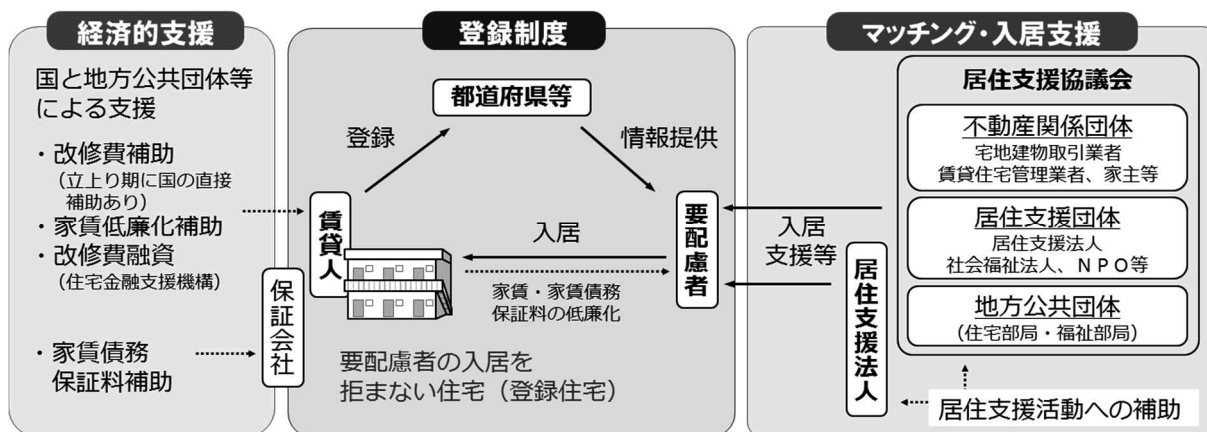 経済的支援
国と地方公共団体等
による支援
・改修費補助
（立上り期に国の直接
補助あり）
・家賃低廉化補助
・改修費融資
（住宅金融支援機構）
・家賃債務
保証料補助
保証会社
登録制度
都道府県等
登録
情報提供
賃貸人
要配慮者
入居
家賃・家賃債務
保証料の低廉化
要配慮者の入居を
拒まない住宅（登録住宅）
マッチング・入居支援
居住支援協議会
不動産関係団体
宅地建物取引業者
賃貸住宅管理業者、家主等
居住支援団体
居住支援法人
社会福祉法人、ＮＰＯ等
地方公共団体
（住宅部局・福祉部局）
入居
支援等
居住支援法人
居住支援活動への補助